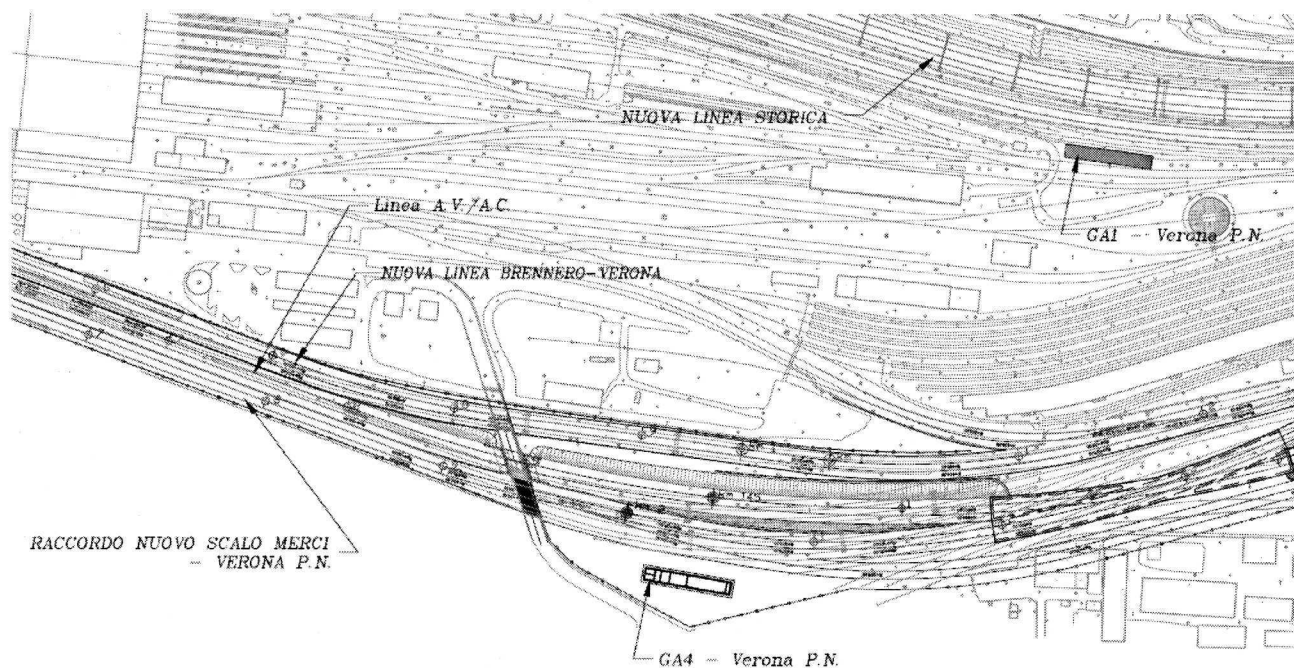 NUOVA LINEA STORICA
Linea A.V./A.C.
GA1 - Verona P.N.
NUOVA LINEA BRENNERO-VERONA
RACCORDO NUOVO SCALO MERCI
- VERONA P.N.
GA4 - Verona P.N.